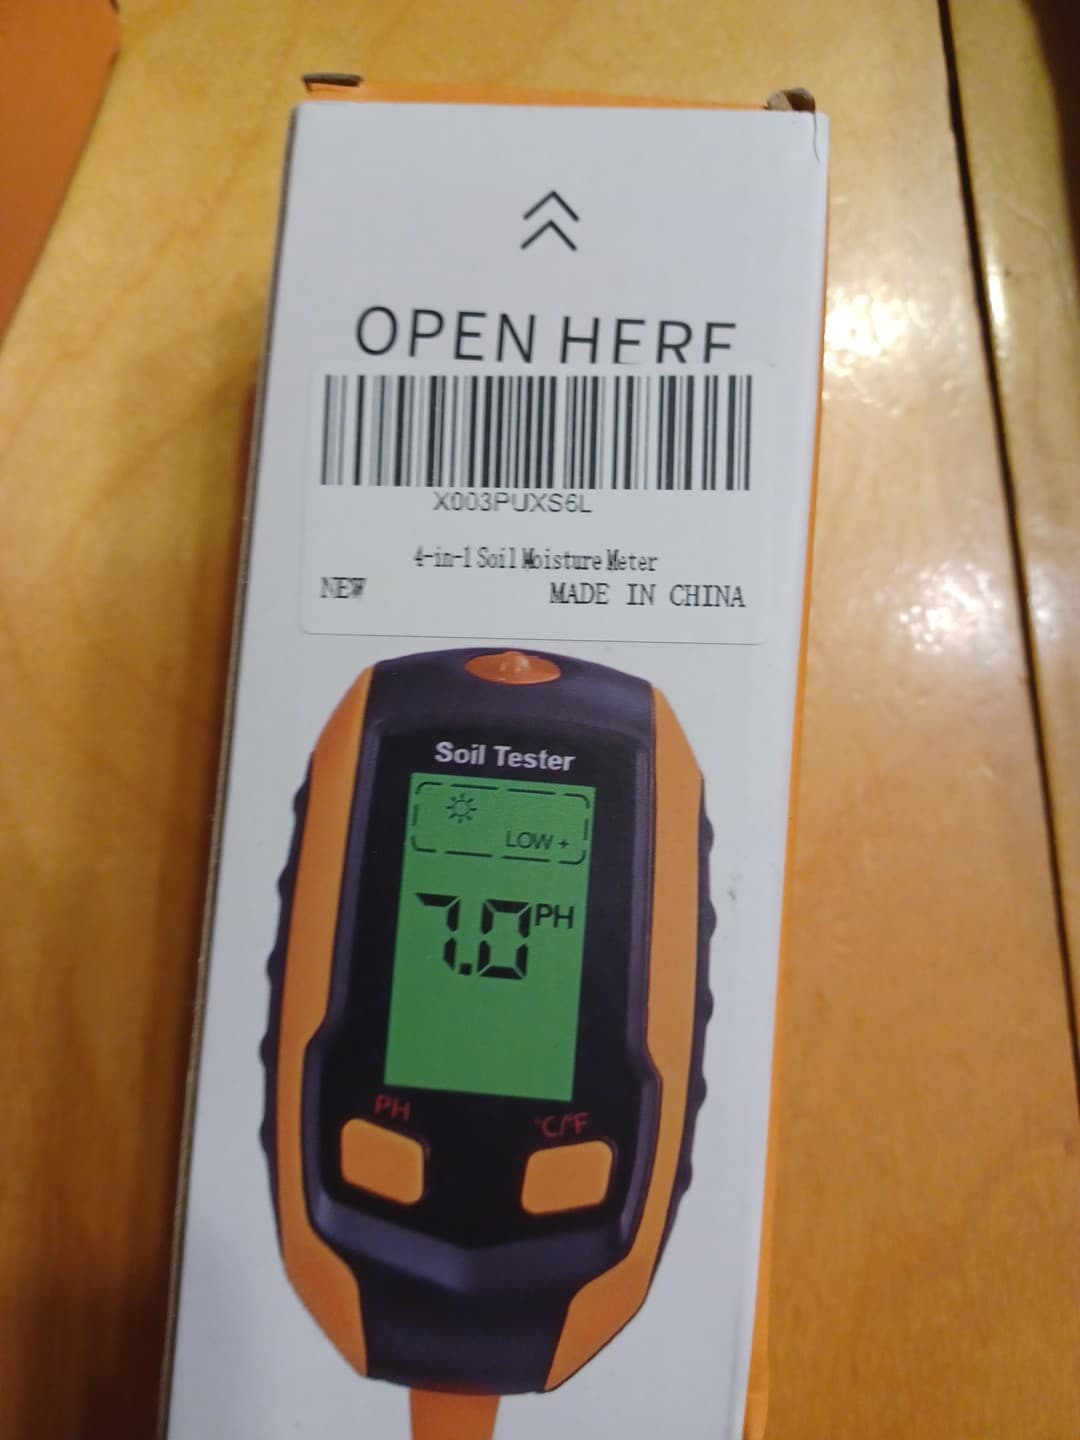 OPEN HERE
X003PUXS6L
4-in-1 Soil Moisture Meter
NEW MADE IN CHINA
Soil Tester
LOW +
7.0 PH
PH °C/°F